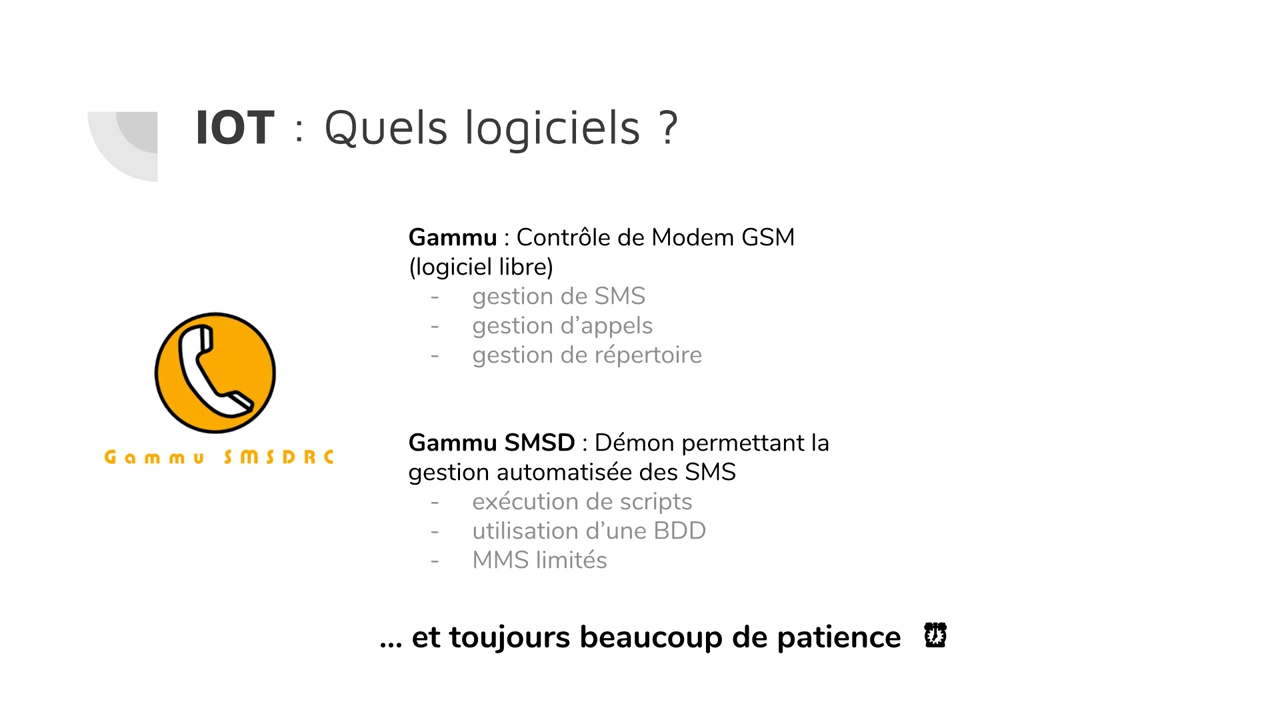 IOT : Quels logiciels ?
Gammu : Contrôle de Modem GSM
(logiciel libre)
- gestion de SMS
- gestion d’appels
- gestion de répertoire
Gammu SMSDRC
Gammu SMSD : Démon permettant la
gestion automatisée des SMS
- exécution de scripts
- utilisation d’une BDD
- MMS limités
... et toujours beaucoup de patience ⏰